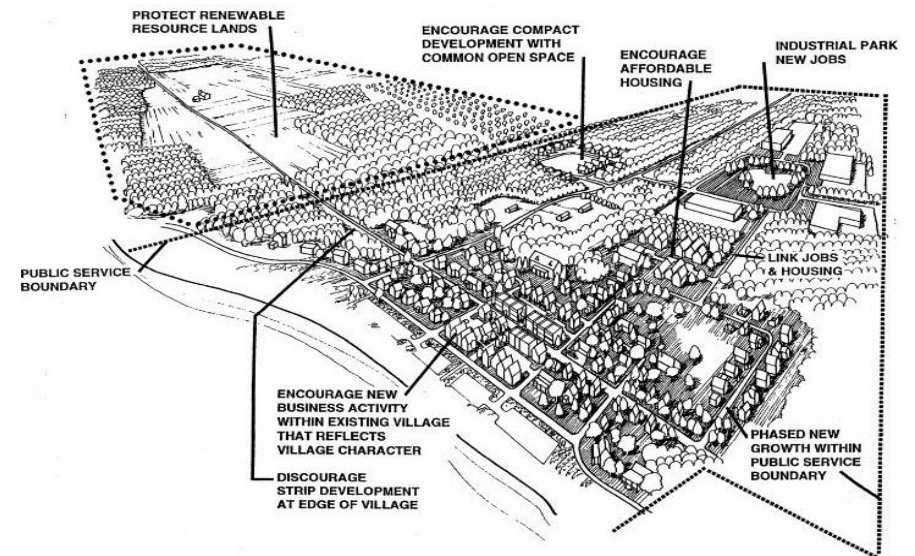 PROTECT RENEWABLE
RESOURCE LANDS
ENCOURAGE COMPACT
DEVELOPMENT WITH
COMMON OPEN SPACE
ENCOURAGE
AFFORDABLE
HOUSING
INDUSTRIAL PARK
NEW JOBS
PUBLIC SERVICE
BOUNDARY
LINK JOBS
& HOUSING
ENCOURAGE NEW
BUSINESS ACTIVITY
WITHIN EXISTING VILLAGE
THAT REFLECTS
VILLAGE CHARACTER
DISCOURAGE
STRIP DEVELOPMENT
AT EDGE OF VILLAGE
PHASED NEW
GROWTH WITHIN
PUBLIC SERVICE
BOUNDARY